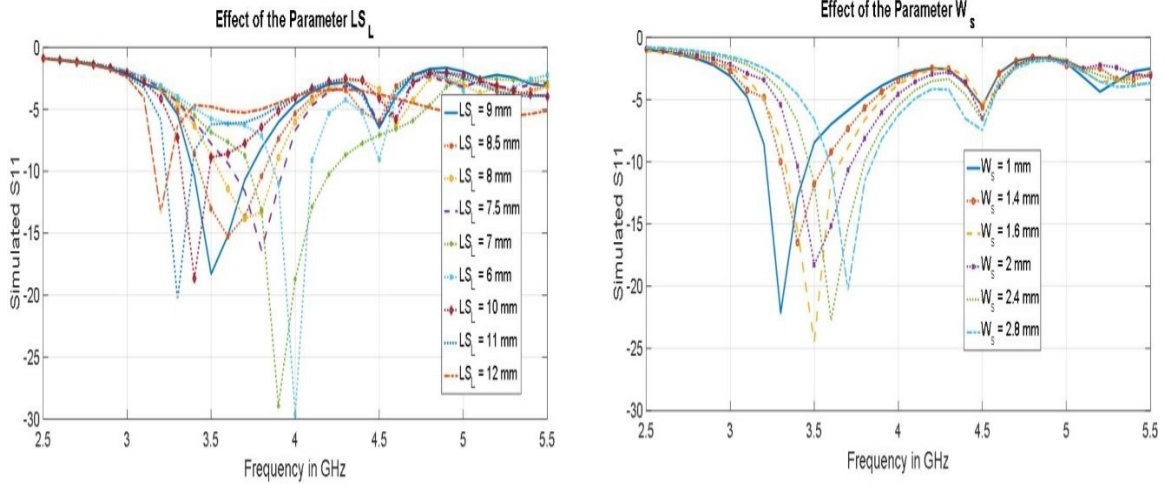 Effect of the Parameter LS_L
0
-5
-10
-15
-20
-25
-30
2.5 3 3.5 4 4.5 5 5.5
Simulated S11
Frequency in GHz
LS_L = 9 mm
LS_L = 8.5 mm
LS_L = 8 mm
LS_L = 7.5 mm
LS_L = 7 mm
LS_L = 6 mm
LS_L = 10 mm
LS_L = 11 mm
LS_L = 12 mm
Effect of the Parameter W_s
0
-5
-10
-15
-20
-25
-30
2.5 3 3.5 4 4.5 5 5.5
Simulated S11
Frequency in GHz
W_s = 1 mm
W_s = 1.4 mm
W_s = 1.6 mm
W_s = 2 mm
W_s = 2.4 mm
W_s = 2.8 mm